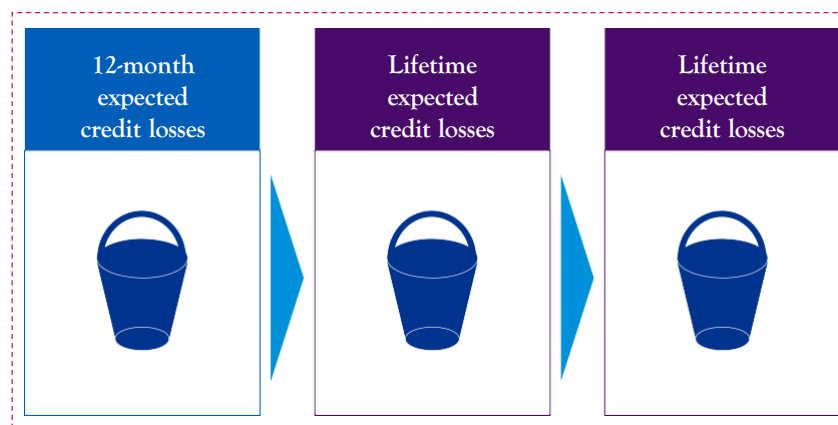 12-month
expected
credit losses
Lifetime
expected
credit losses
Lifetime
expected
credit losses